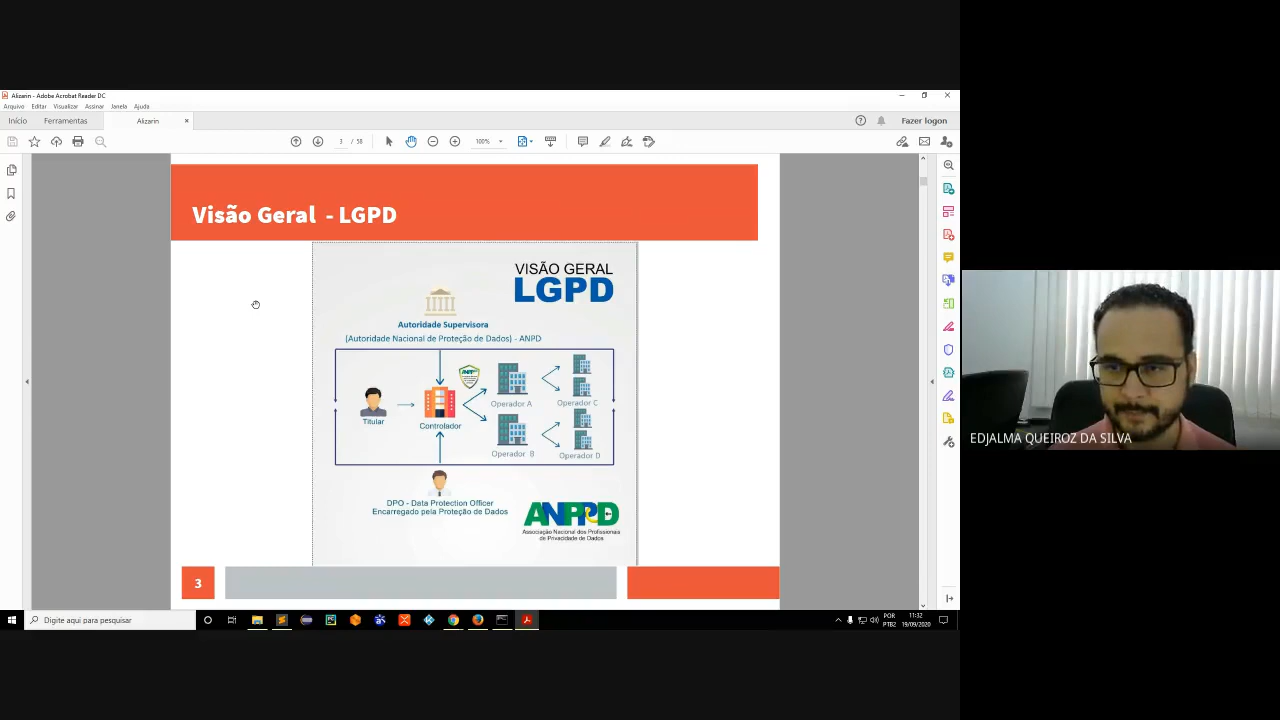 Alizarin - Adobe Acrobat Reader DC
Arquivo Editar Visualizar Assinar Janela Ajuda
Início Ferramentas Alizarin Fazer logon
3 / 58 100%
Visão Geral - LGPD
VISÃO GERAL
LGPD
Autoridade Supervisora
(Autoridade Nacional de Proteção de Dados) - ANPD
Titular
Controlador
Operador A
Operador C
Operador B
Operador D
DPO - Data Protection Officer
Encarregado pela Proteção de Dados
ANPPD
Associação Nacional dos Profissionais
de Privacidade de Dados
3
EDJALMA QUEIROZ DA SILVA
Digite aqui para pesquisar
POR
PTB2
11:32
19/09/2020